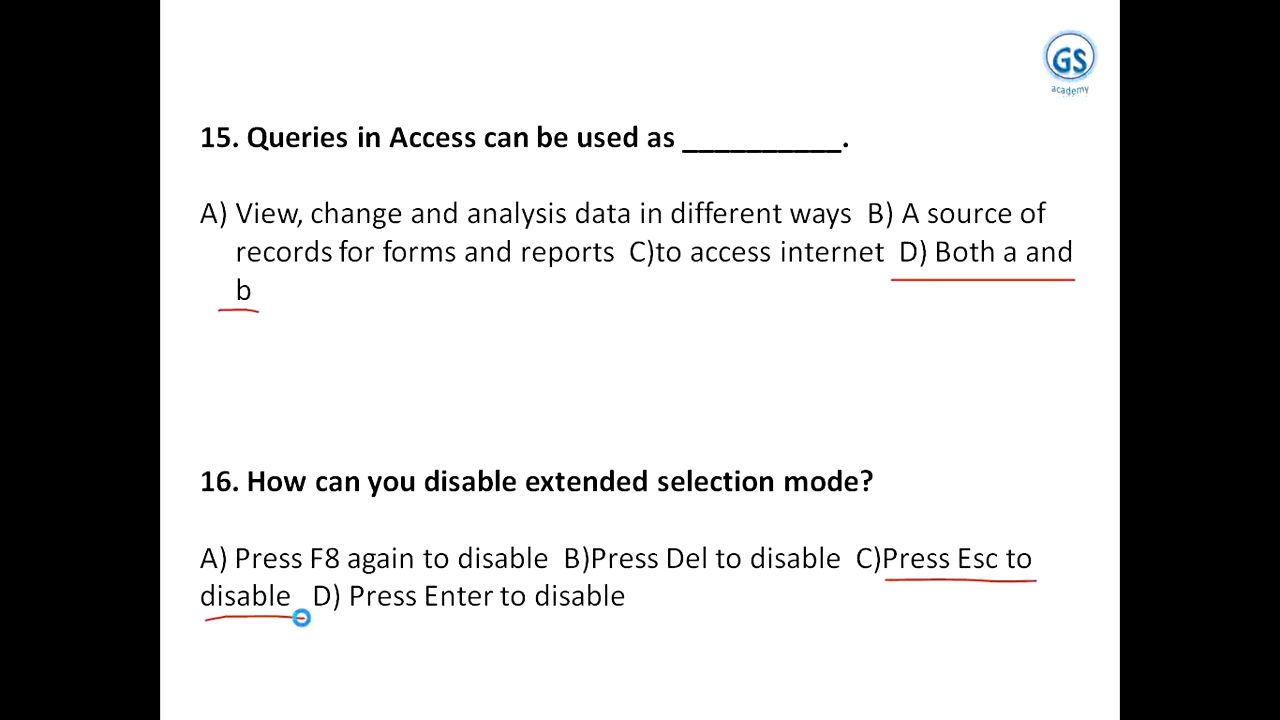 GS
academy
15. Queries in Access can be used as __________.
A) View, change and analysis data in different ways B) A source of
records for forms and reports C)to access internet D) Both a and
b
16. How can you disable extended selection mode?
A) Press F8 again to disable B)Press Del to disable C)Press Esc to
disable D) Press Enter to disable